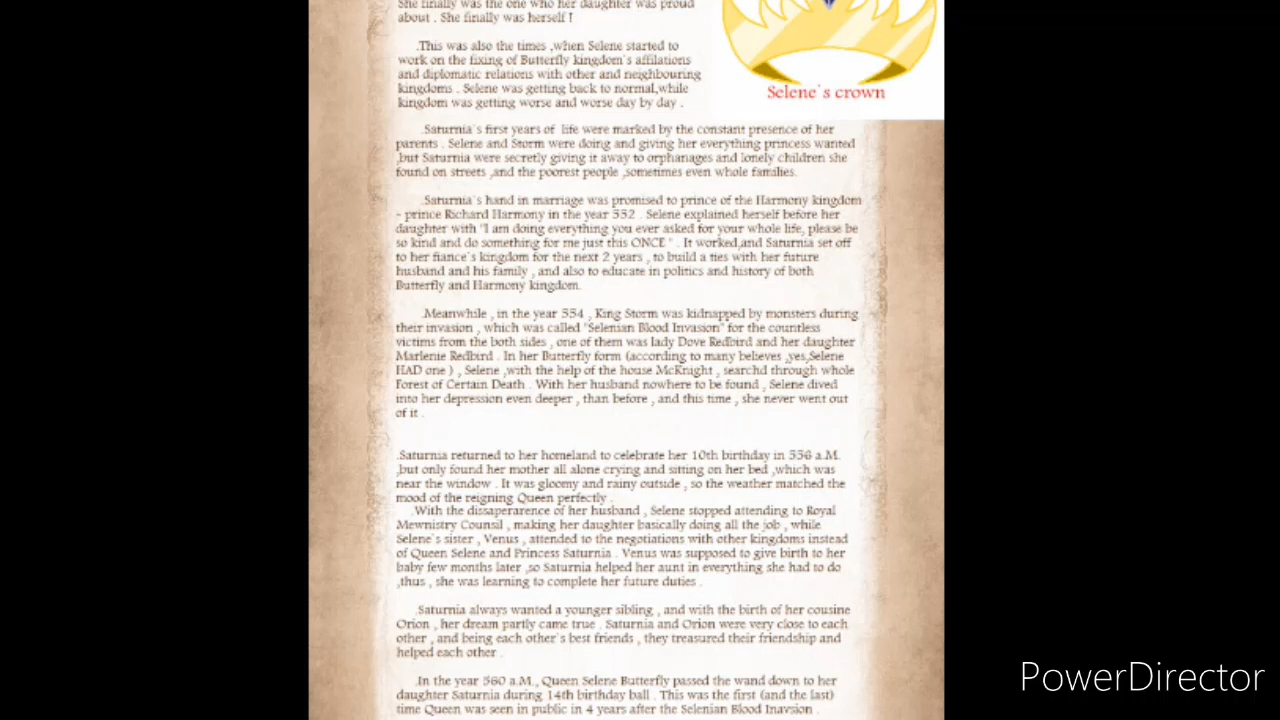 She finally was the one who her daughter was proud
about . She finally was herself !
.This was also the times ,when Selene started to
work on the fixing of Butterfly kingdom`s affilations
and diplomatic relations with other and neighbouring
kingdoms . Selene was getting back to normal,while
kingdom was getting worse and worse day by day .
Selene`s crown
.Saturnia`s first years of life were marked by the constant presence of her
parents . Selene and Storm were doing and giving her everything princess wanted
,but Saturnia were secretly giving it away to orphanages and lonely children she
found on streets ,and the poorest people ,sometimes even whole families.
.Saturnia`s hand in marriage was promised to prince of the Harmony kingdom
- prince Richard Harmony in the year 552 . Selene explained herself before her
daughter with "I am doing everything you ever asked for your whole life, please be
so kind and do something for me just this ONCE " . It worked,and Saturnia set off
to her fiance`s kingdom for the next 2 years , to build a ties with her future
husband and his family , and also to educate in politics and history of both
Butterfly and Harmony kingdom.
.Meanwhile , in the year 554 , King Storm was kidnapped by monsters during
their invasion , which was called "Selenian Blood Invasion" for the countless
victims from the both sides , one of them was lady Dove Redbird and her daughter
Marlenie Redbird . In her Butterfly form (according to many believes ,yes,Selene
HAD one ) , Selene ,with the help of the house McKnight , searchd through whole
Forest of Certain Death . With her husband nowhere to be found , Selene dived
into her depression even deeper , than before , and this time , she never went out
of it .
.Saturnia returned to her homeland to celebrate her 10th birthday in 556 a.M.
,but only found her mother all alone crying and sitting on her bed ,which was
near the window . It was gloomy and rainy outside , so the weather matched the
mood of the reigning Queen perfectly .
.With the dissaperarence of her husband , Selene stopped attending to Royal
Mewnistry Counsil , making her daughter basically doing all the job , while
Selene`s sister , Venus , attended to the negotiations with other kingdoms instead
of Queen Selene and Princess Saturnia . Venus was supposed to give birth to her
baby few months later ,so Saturnia helped her aunt in everything she had to do
,thus , she was learning to complete her future duties .
.Saturnia always wanted a younger sibling , and with the birth of her cousine
Orion , her dream partly came true . Saturnia and Orion were very close to each
other , and being each other`s best friends , they treasured their friendship and
helped each other .
.In the year 560 a.M., Queen Selene Butterfly passed the wand down to her
daughter Saturnia during 14th birthday ball . This was the first (and the last)
time Queen was seen in public in 4 years after the Selenian Blood Inavsion .
PowerDirector